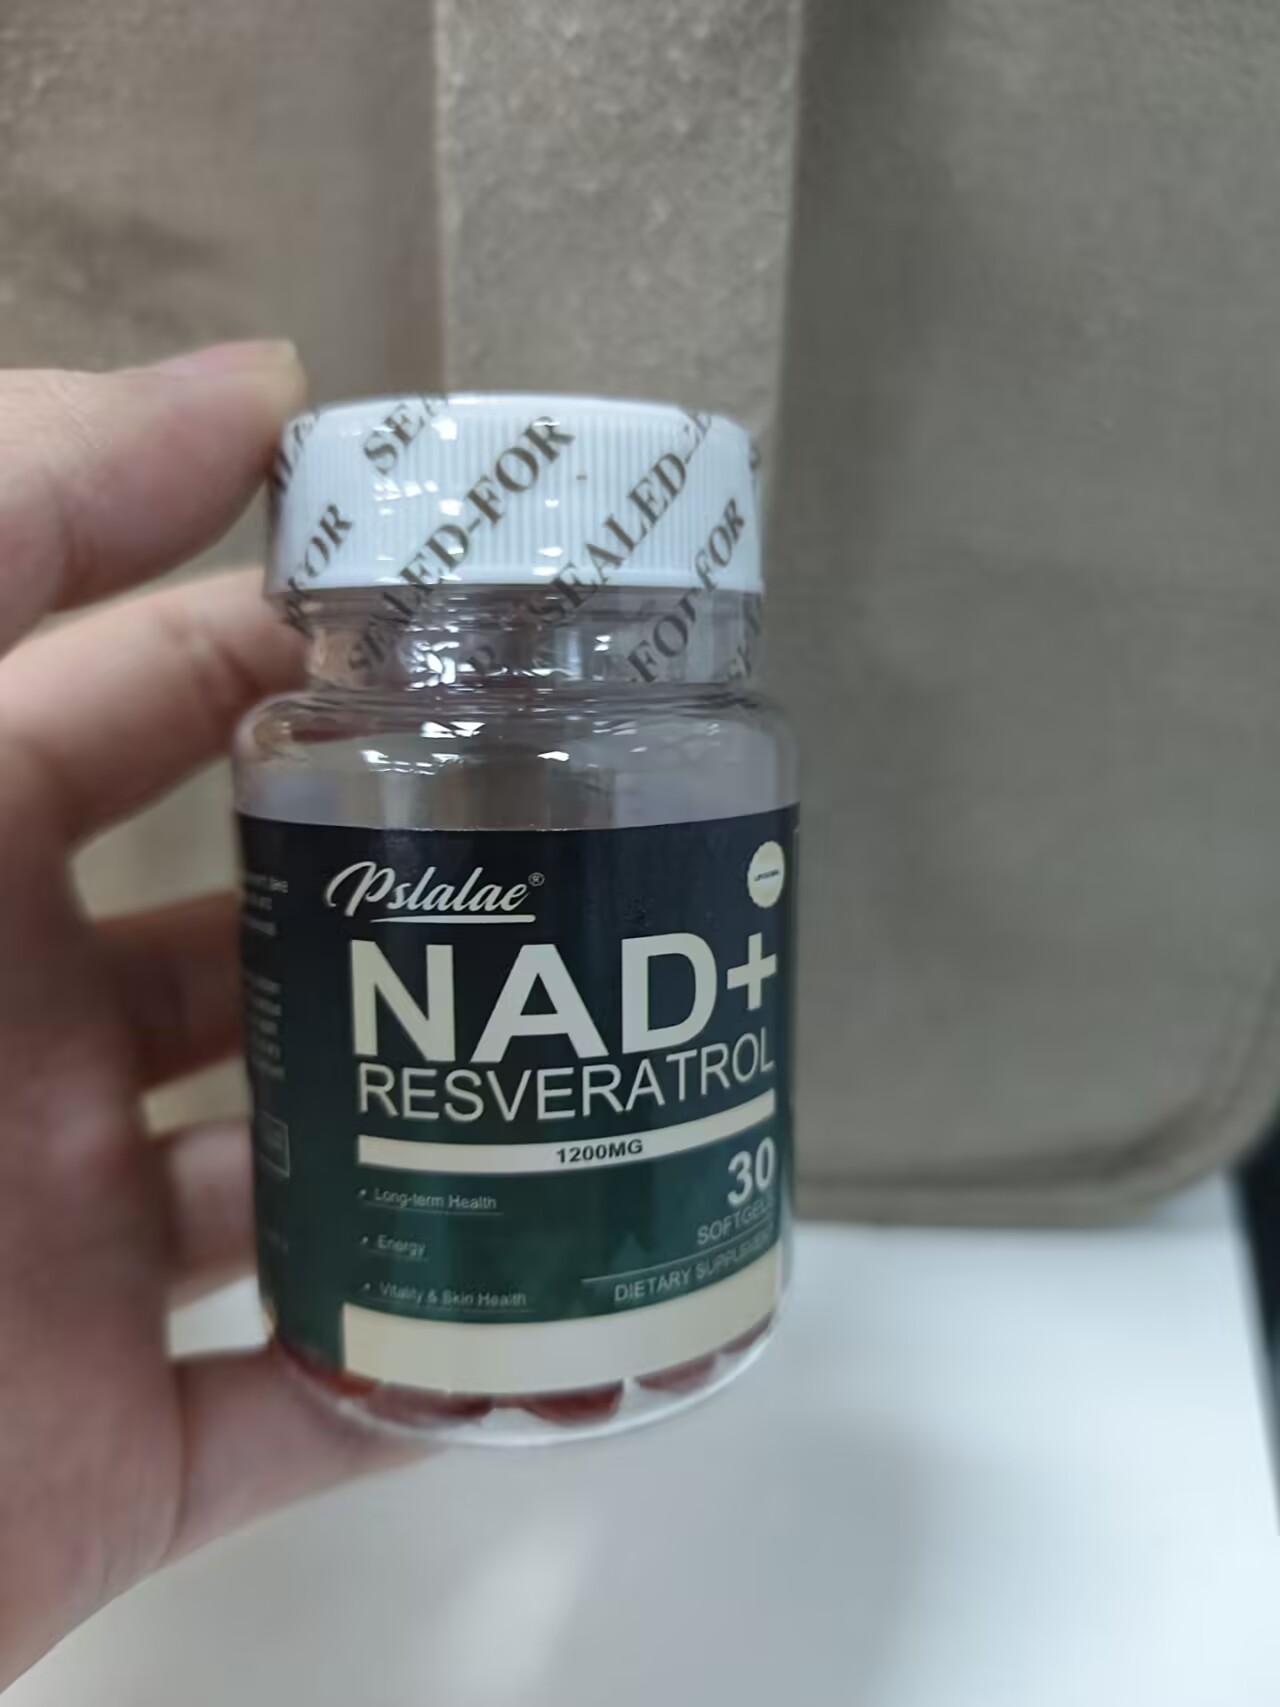 SEALED-FOR
SEALED-
FOR
FOR
Pslalae®
NAD+
RESVERATROL
1200MG
30
SOFTGELS
DIETARY SUPPLEMENT
Long-term Health
Energy
Vitality & Skin Health